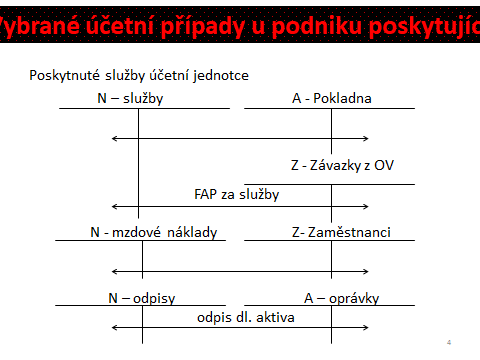 Vybrané účetní případy u podniku poskytujíc
Poskytnuté služby účetní jednotce
N – služby A - Pokladna
Z - Závazky z OV
FAP za služby
N - mzdové náklady Z- Zaměstnanci
N – odpisy A – oprávky
odpis dl. aktiva
4